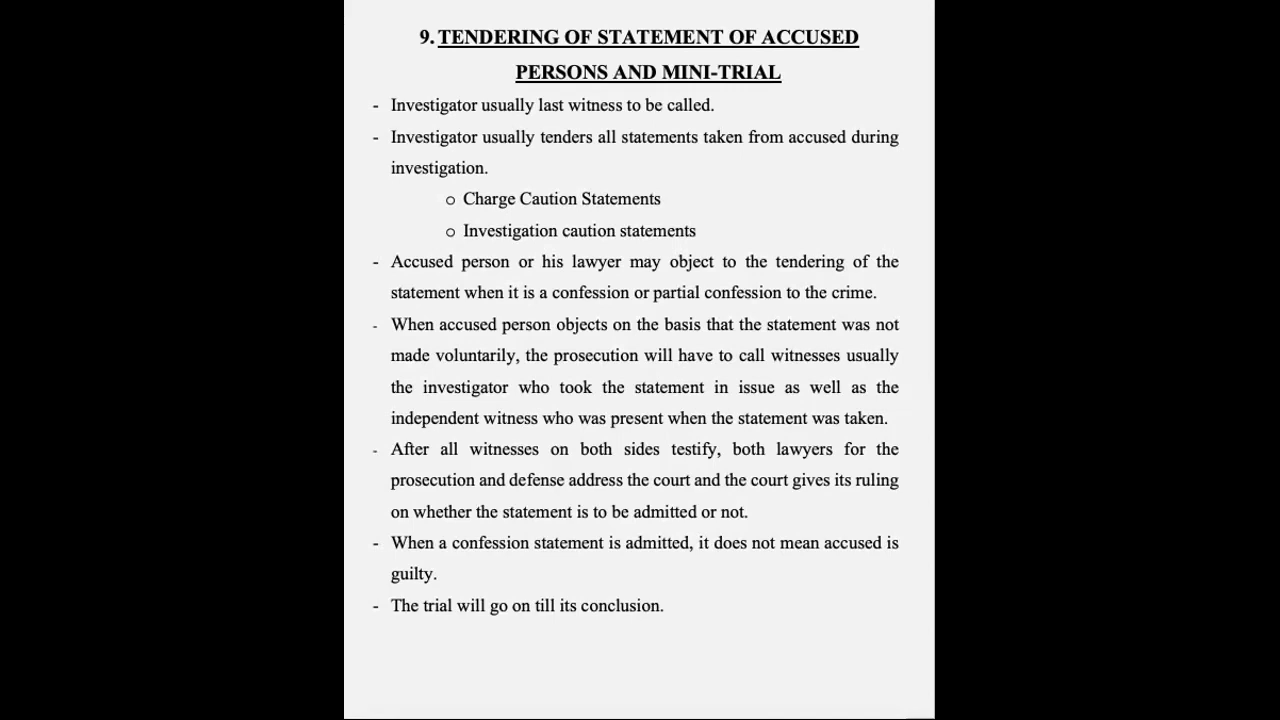 9. TENDERING OF STATEMENT OF ACCUSED
PERSONS AND MINI-TRIAL
- Investigator usually last witness to be called.
- Investigator usually tenders all statements taken from accused during
investigation.
o Charge Caution Statements
o Investigation caution statements
- Accused person or his lawyer may object to the tendering of the
statement when it is a confession or partial confession to the crime.
- When accused person objects on the basis that the statement was not
made voluntarily, the prosecution will have to call witnesses usually
the investigator who took the statement in issue as well as the
independent witness who was present when the statement was taken.
- After all witnesses on both sides testify, both lawyers for the
prosecution and defense address the court and the court gives its ruling
on whether the statement is to be admitted or not.
- When a confession statement is admitted, it does not mean accused is
guilty.
- The trial will go on till its conclusion.